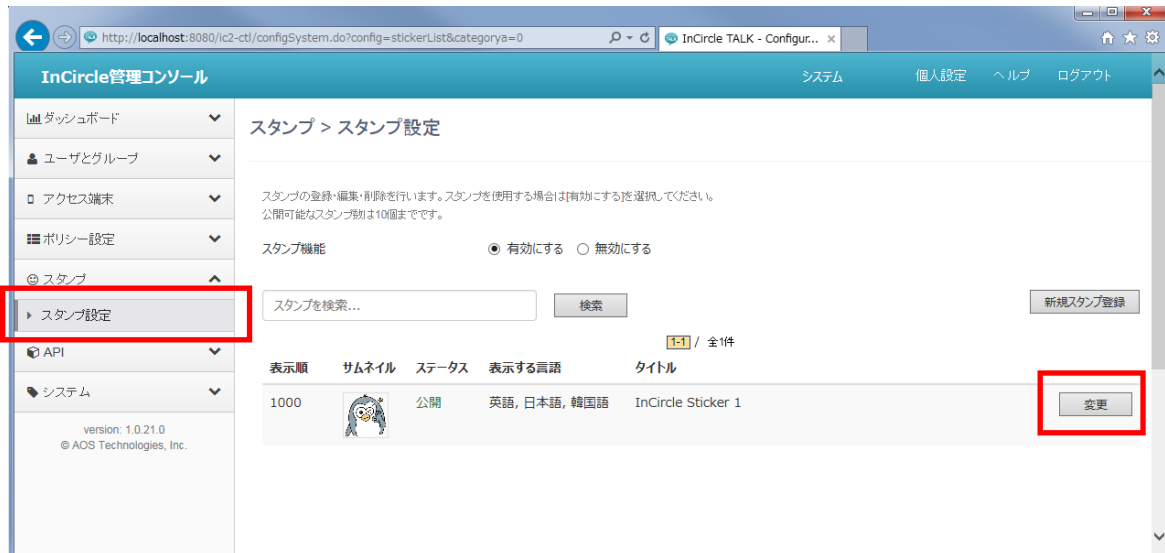 http://localhost:8080/ic2-ctl/configSystem.do?config=stickerList&categorya=0
InCircle TALK - Configur...
InCircle管理コンソール
システム
個人設定
ヘルプ
ログアウト
ダッシュボード
ユーザとグループ
アクセス端末
ポリシー設定
スタンプ
スタンプ設定
API
システム
version: 1.0.21.0
© AOS Technologies, Inc.
スタンプ > スタンプ設定
スタンプの登録・編集・削除を行います。スタンプを使用する場合は[有効にする]を選択してください。
公開可能なスタンプ数は10個までです。
スタンプ機能 有効にする 無効にする
スタンプを検索... 検索 新規スタンプ登録
1-1 / 全1件
表示順 サムネイル ステータス 表示する言語 タイトル
1000 公開 英語, 日本語, 韓国語 InCircle Sticker 1 変更